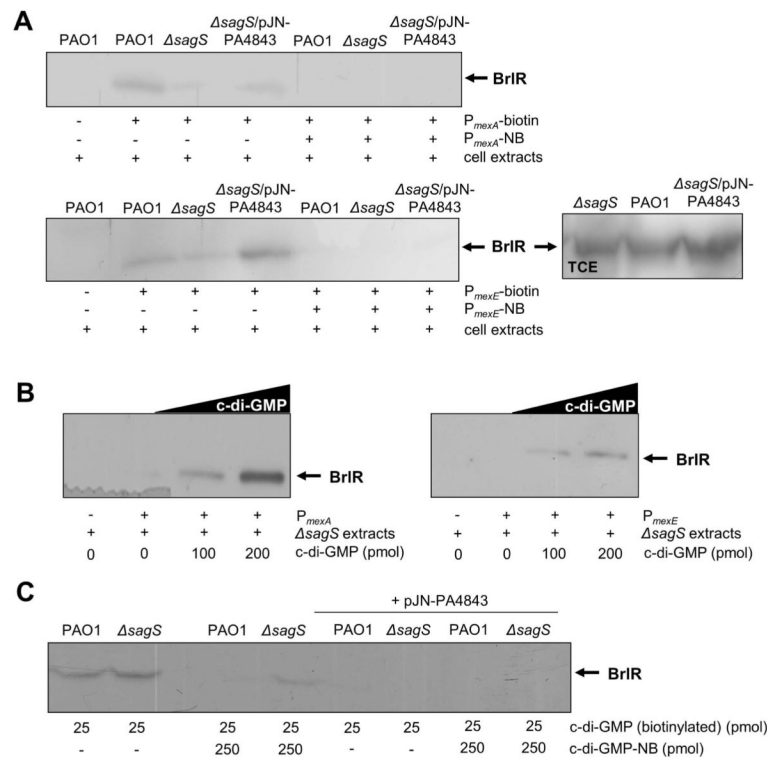 A
ΔsagS/pJN- ΔsagS/pJN-
PAO1 PAO1 ΔsagS PA4843 PAO1 ΔsagS PA4843
BrlR
- + + + + + + PmexA-biotin
- - - - + + + PmexA-NB
+ + + + + + + cell extracts
ΔsagS/pJN- ΔsagS/pJN- ΔsagS/pJN-
PAO1 PAO1 ΔsagS PA4843 PAO1 ΔsagS PA4843 ΔsagS PAO1 PA4843
BrlR
TCE
- + + + + + + PmexE-biotin
- - - - + + + PmexE-NB
+ + + + + + + cell extracts
B
c-di-GMP c-di-GMP
BrlR BrlR
- + + + PmexA - + + + PmexE
+ + + + ΔsagS extracts + + + + ΔsagS extracts
0 0 100 200 c-di-GMP (pmol) 0 0 100 200 c-di-GMP (pmol)
C
+ pJN-PA4843
PAO1 ΔsagS PAO1 ΔsagS PAO1 ΔsagS PAO1 ΔsagS
BrlR
25 25 25 25 25 25 25 25 c-di-GMP (biotinylated) (pmol)
- - 250 250 - - 250 250 c-di-GMP-NB (pmol)